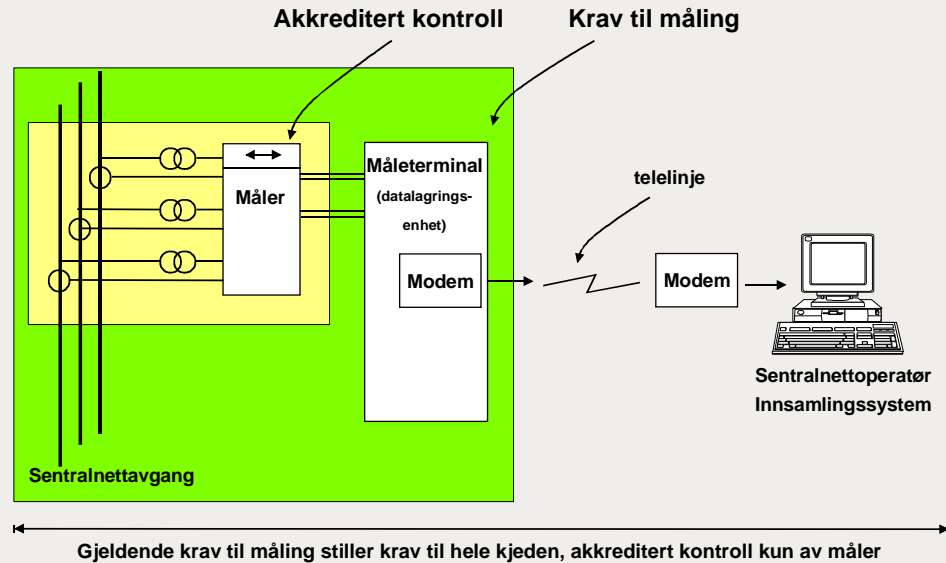 Akkreditert kontroll
Krav til måling
Måler
Måleterminal
(datalagrings-
enhet)
Modem
telelinje
Modem
Sentralnettoperatør
Innsamlingssystem
Sentralnettavgang
Gjeldende krav til måling stiller krav til hele kjeden, akkreditert kontroll kun av måler